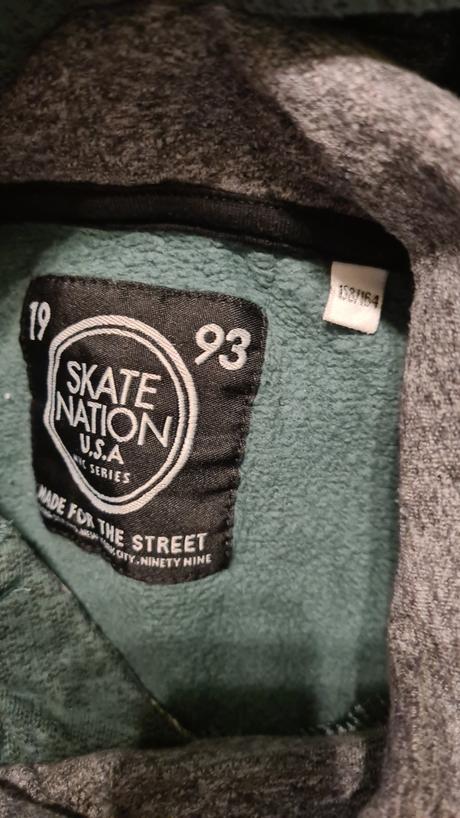 19 93
SKATE
NATION
U.S.A
NYC SERIES
MADE FOR THE STREET
CITY, NINETY NINE
158/164